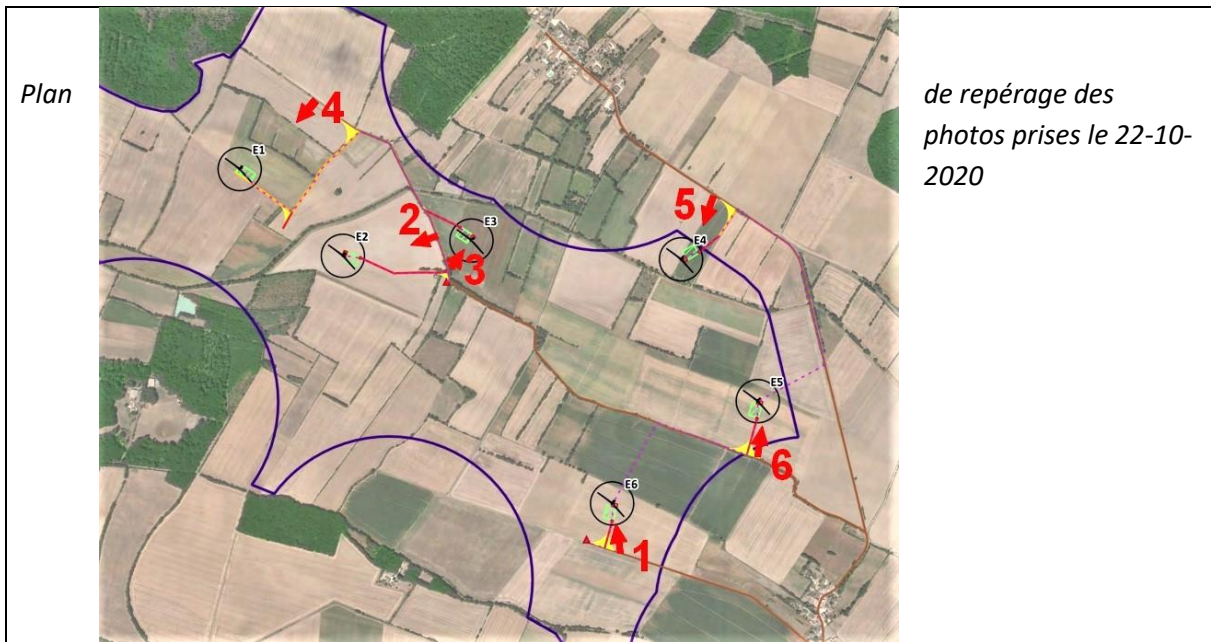 Plan
de repérage des
photos prises le 22-10-
2020
4
E1
5
2
E3
E2
E4
3
E5
6
E6
1